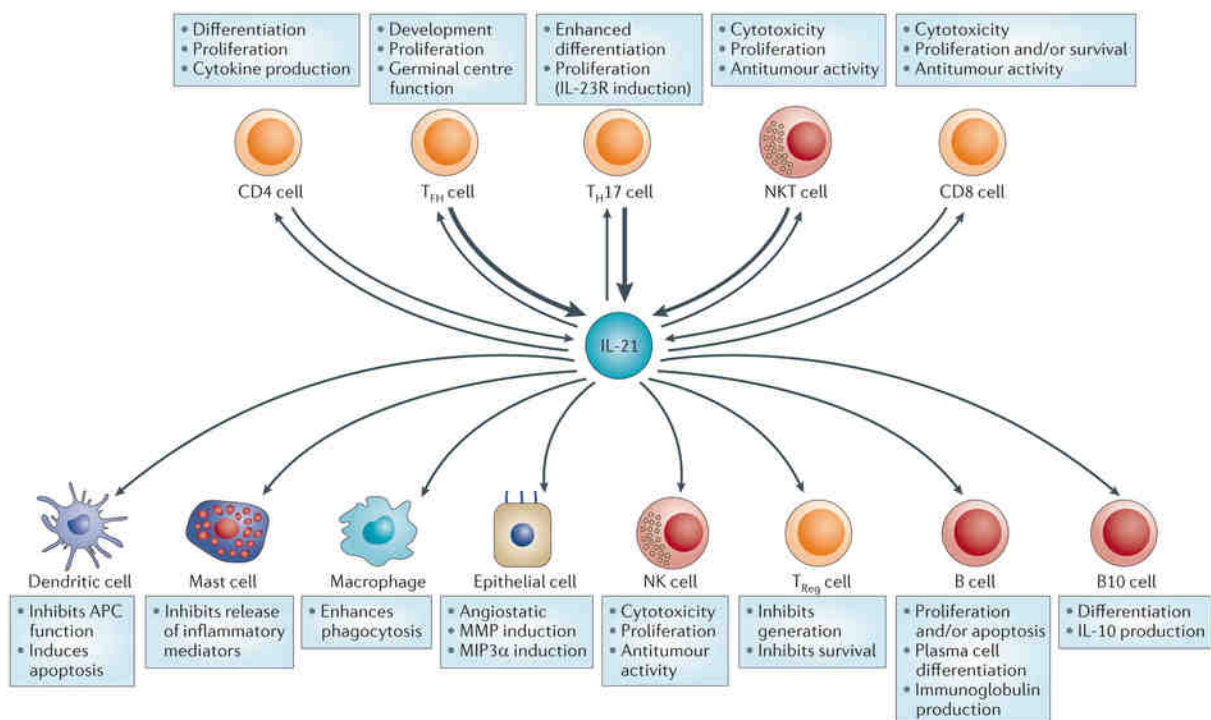 • Differentiation
• Proliferation
• Cytokine production
• Development
• Proliferation
• Germinal centre
function
• Enhanced
differentiation
• Proliferation
(IL-23R induction)
• Cytotoxicity
• Proliferation
• Antitumour activity
• Cytotoxicity
• Proliferation and/or survival
• Antitumour activity
CD4 cell
TFH cell
TH17 cell
NKT cell
CD8 cell
IL-21
Dendritic cell
• Inhibits APC
function
• Induces
apoptosis
Mast cell
• Inhibits release
of inflammatory
mediators
Macrophage
• Enhances
phagocytosis
Epithelial cell
• Angiostatic
• MMP induction
• MIP3α induction
NK cell
• Cytotoxicity
• Proliferation
• Antitumour
activity
TReg cell
• Inhibits
generation
• Inhibits survival
B cell
• Proliferation
and/or apoptosis
• Plasma cell
differentiation
• Immunoglobulin
production
B10 cell
• Differentiation
• IL-10 production